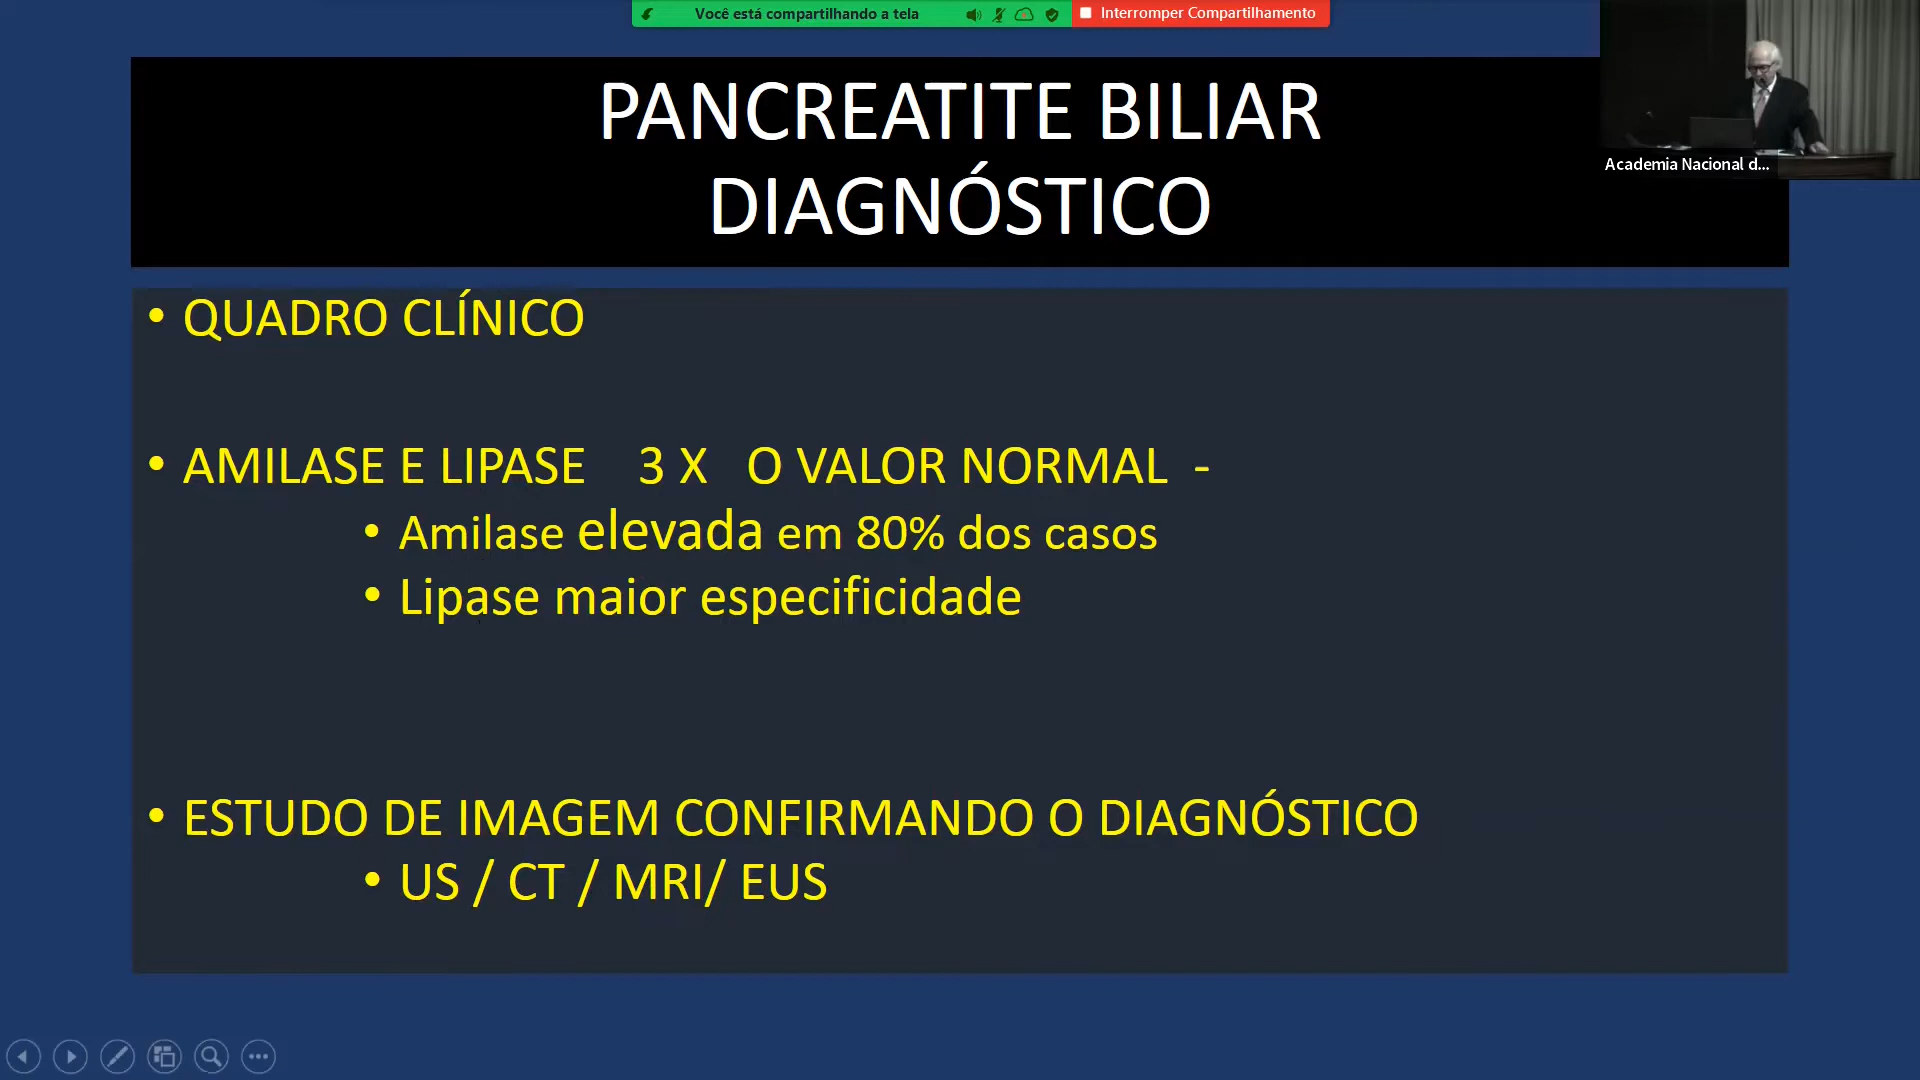 Você está compartilhando a tela
Interromper Compartilhamento
PANCREATITE BILIAR
DIAGNÓSTICO
Academia Nacional d...
• QUADRO CLÍNICO
• AMILASE E LIPASE 3 X O VALOR NORMAL -
• Amilase elevada em 80% dos casos
• Lipase maior especificidade
• ESTUDO DE IMAGEM CONFIRMANDO O DIAGNÓSTICO
• US / CT / MRI/ EUS